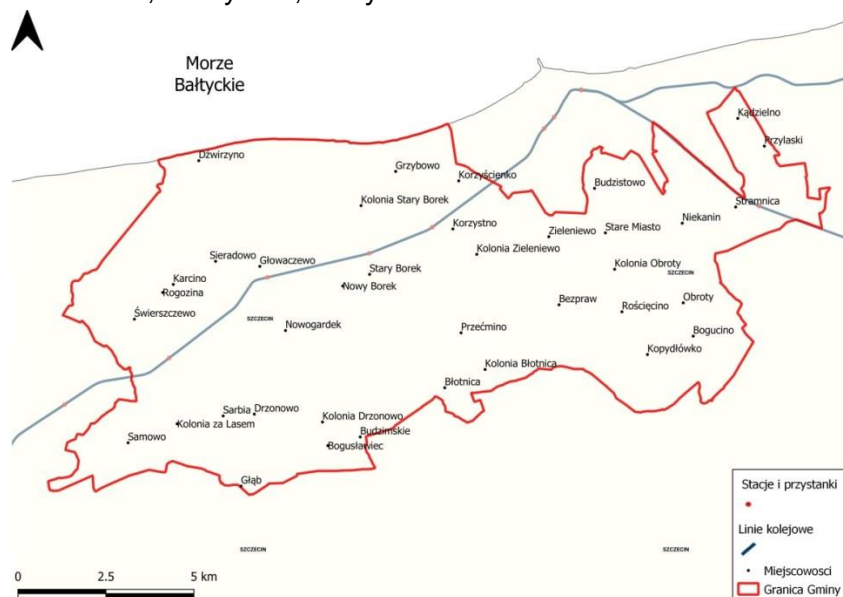 Morze
Bałtyckie
Kądzielno
Przylaski
Dźwirzyno
Grzybowo
Korzyścienko
Budzistowo
Kolonia Stary Borek
Stramnica
Niekanin
Korzystno
Zieleniewo
Stare Miasto
Kolonia Zieleniewo
Sieradowo
Głowaczewo
Stary Borek
Kolonia Obroty
SZCZECIN
Karcino
Nowy Borek
Rogozina
Bezpraw
Obroty
Rościęcino
Świerszczewo
SZCZECIN
Nowogardek
Przećmino
Bogucino
Kopydłówko
Kolonia Błotnica
Błotnica
Sarbia
Drzonowo
Kolonia Drzonowo
Kolonia za Lasem
Budzimskie
Samowo
Bogusławiec
Głąb
Stacje i przystanki
Linie kolejowe
Miejscowosci
Granica Gminy
SZCZECIN
SZCZECIN
0 2.5 5 km